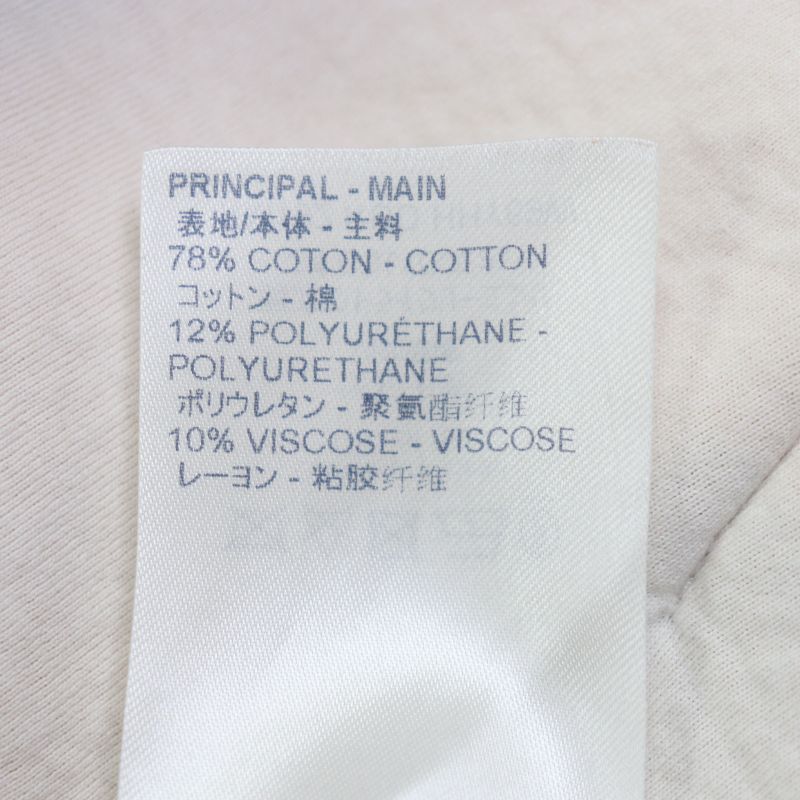 PRINCIPAL - MAIN
表地/本体 - 主料
78% COTON - COTTON
コットン - 棉
12% POLYURÉTHANE -
POLYURETHANE
ポリウレタン - 聚氨酯纤维
10% VISCOSE - VISCOSE
レーヨン - 粘胶纤维